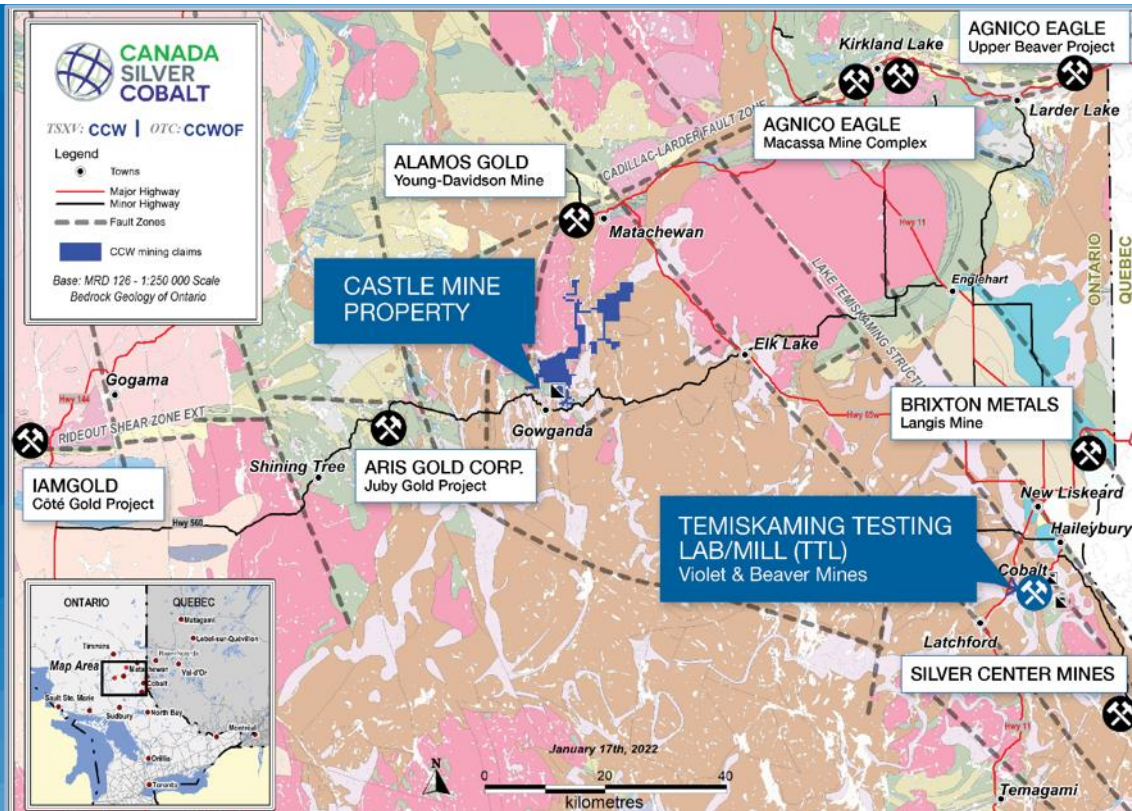 CANADA
SILVER
COBALT
TSXV: CCW | OTC: CCWOF
Legend
Towns
Major Highway
Minor Highway
Fault Zones
CCW mining claims
Base: MRD 126 - 1:250 000 Scale
Bedrock Geology of Ontario
AGNICO EAGLE
Upper Beaver Project
Kirkland Lake
Larder Lake
AGNICO EAGLE
Macassa Mine Complex
CADILLAC-LARDER FAULT ZONE
ALAMOS GOLD
Young-Davidson Mine
Matachewan
Hwy 11
ONTARIO
QUEBEC
CASTLE MINE
PROPERTY
LAKE TEMISKAMING STRUCTU
Englehart
Elk Lake
Gogama
Hwy 144
RIDEOUT SHEAR ZONE EXT
Gowganda
Hwy 65w
BRIXTON METALS
Langis Mine
IAMGOLD
Côté Gold Project
Shining Tree
ARIS GOLD CORP.
Juby Gold Project
Hwy 560
New Liskeard
Haileybury
TEMISKAMING TESTING
LAB/MILL (TTL)
Violet & Beaver Mines
Cobalt
Latchford
SILVER CENTER MINES
Hwy 11
Temagami
January 17th, 2022
N
0 20 40
kilometres
ONTARIO
QUEBEC
Matagami
Lebel-sur-Quévillon
Timmins
Map Area
Matachewan
Val-d'Or
Cobalt
Sault Ste. Marie
Sudbury
North Bay
Montreal
Orillia
Toronto